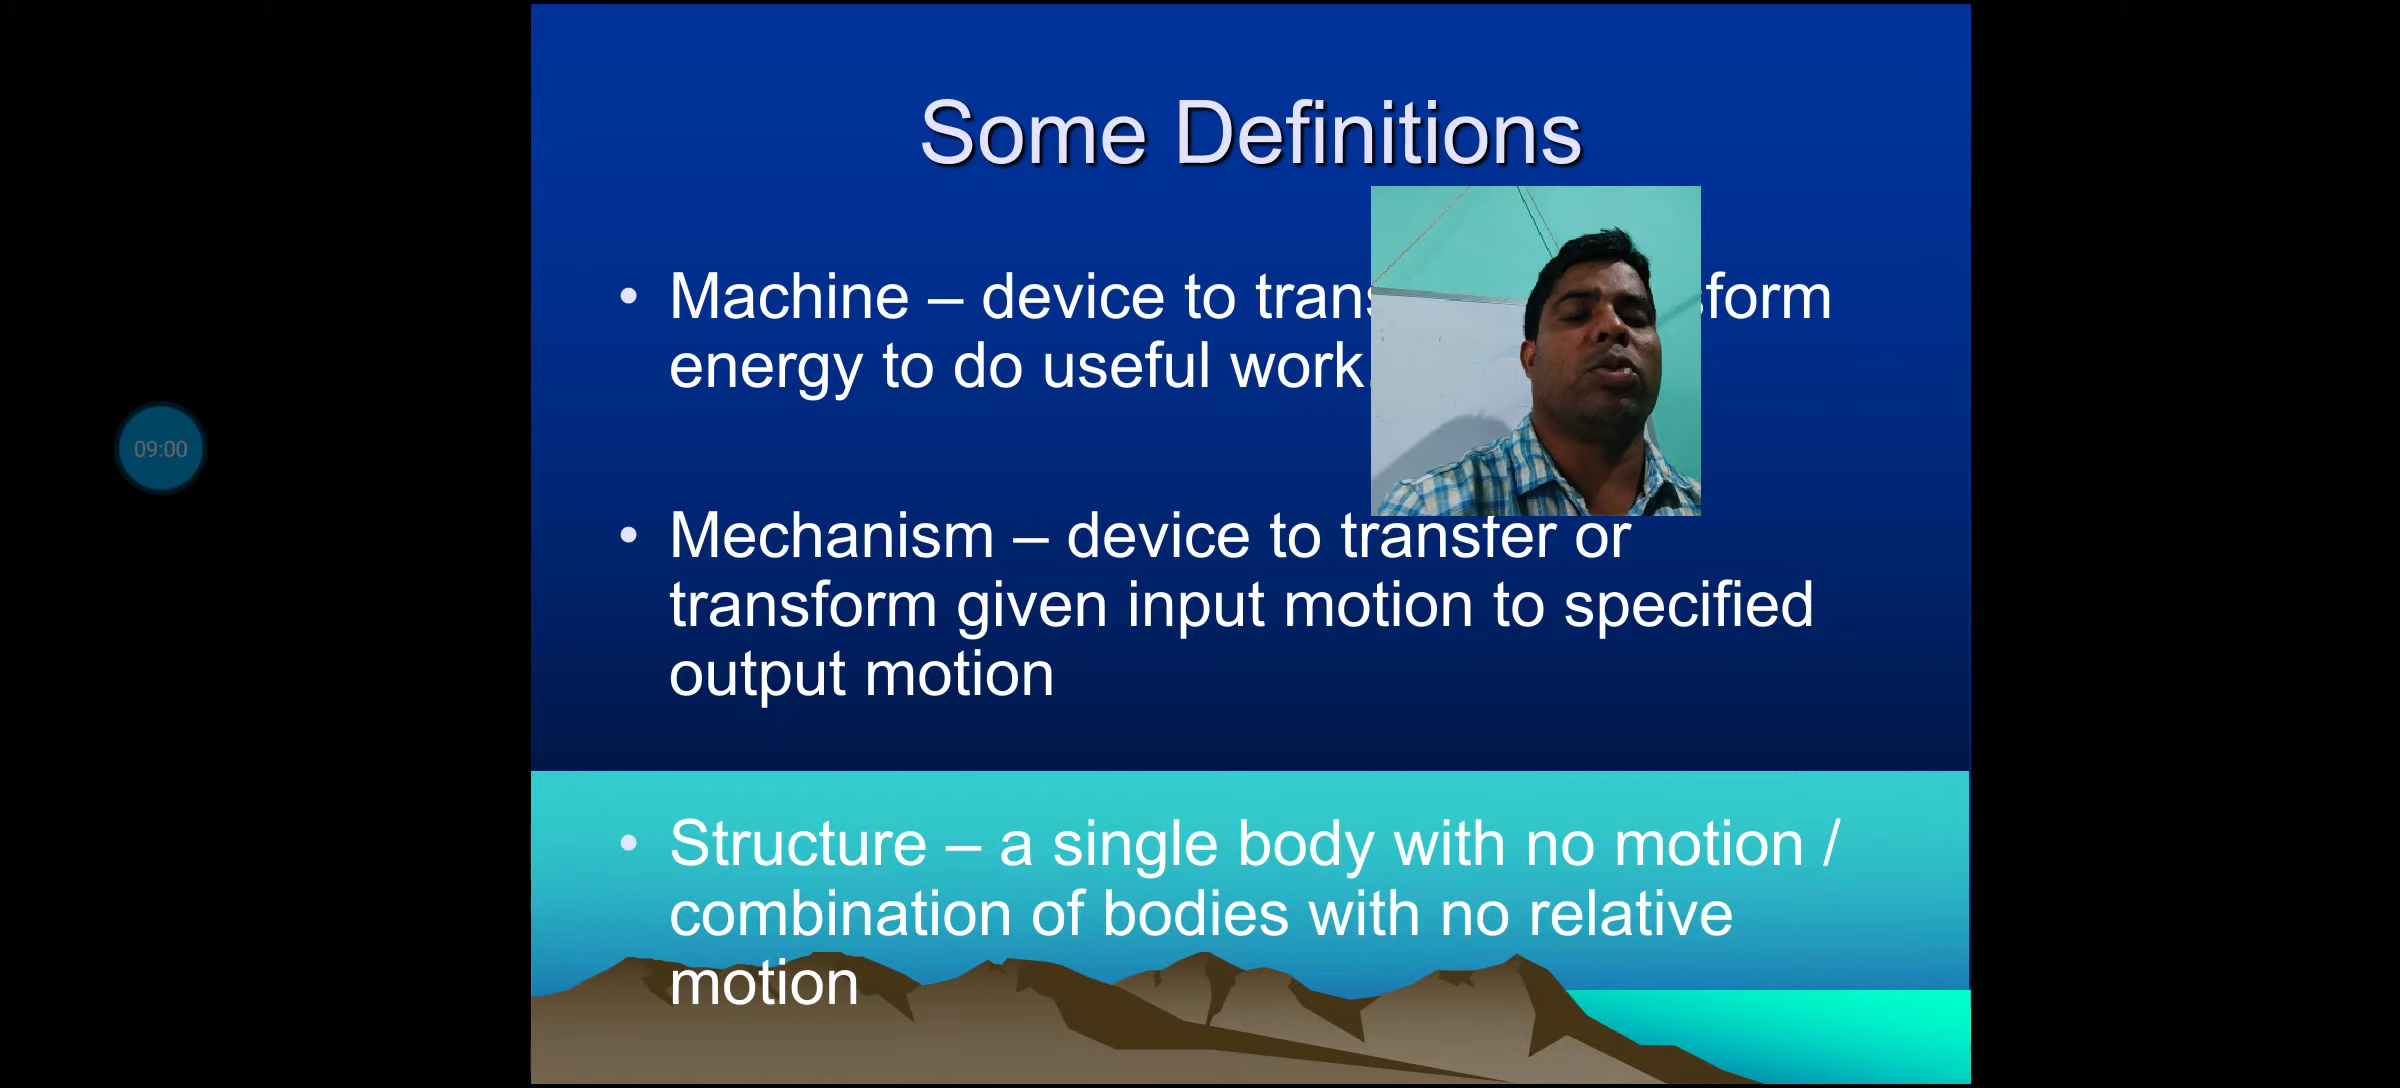 Some Definitions
• Machine – device to form
energy to do useful work.
• Mechanism – device to transfer or
transform given input motion to specified
output motion
• Structure – a single body with no motion /
combination of bodies with no relative
motion
09:00